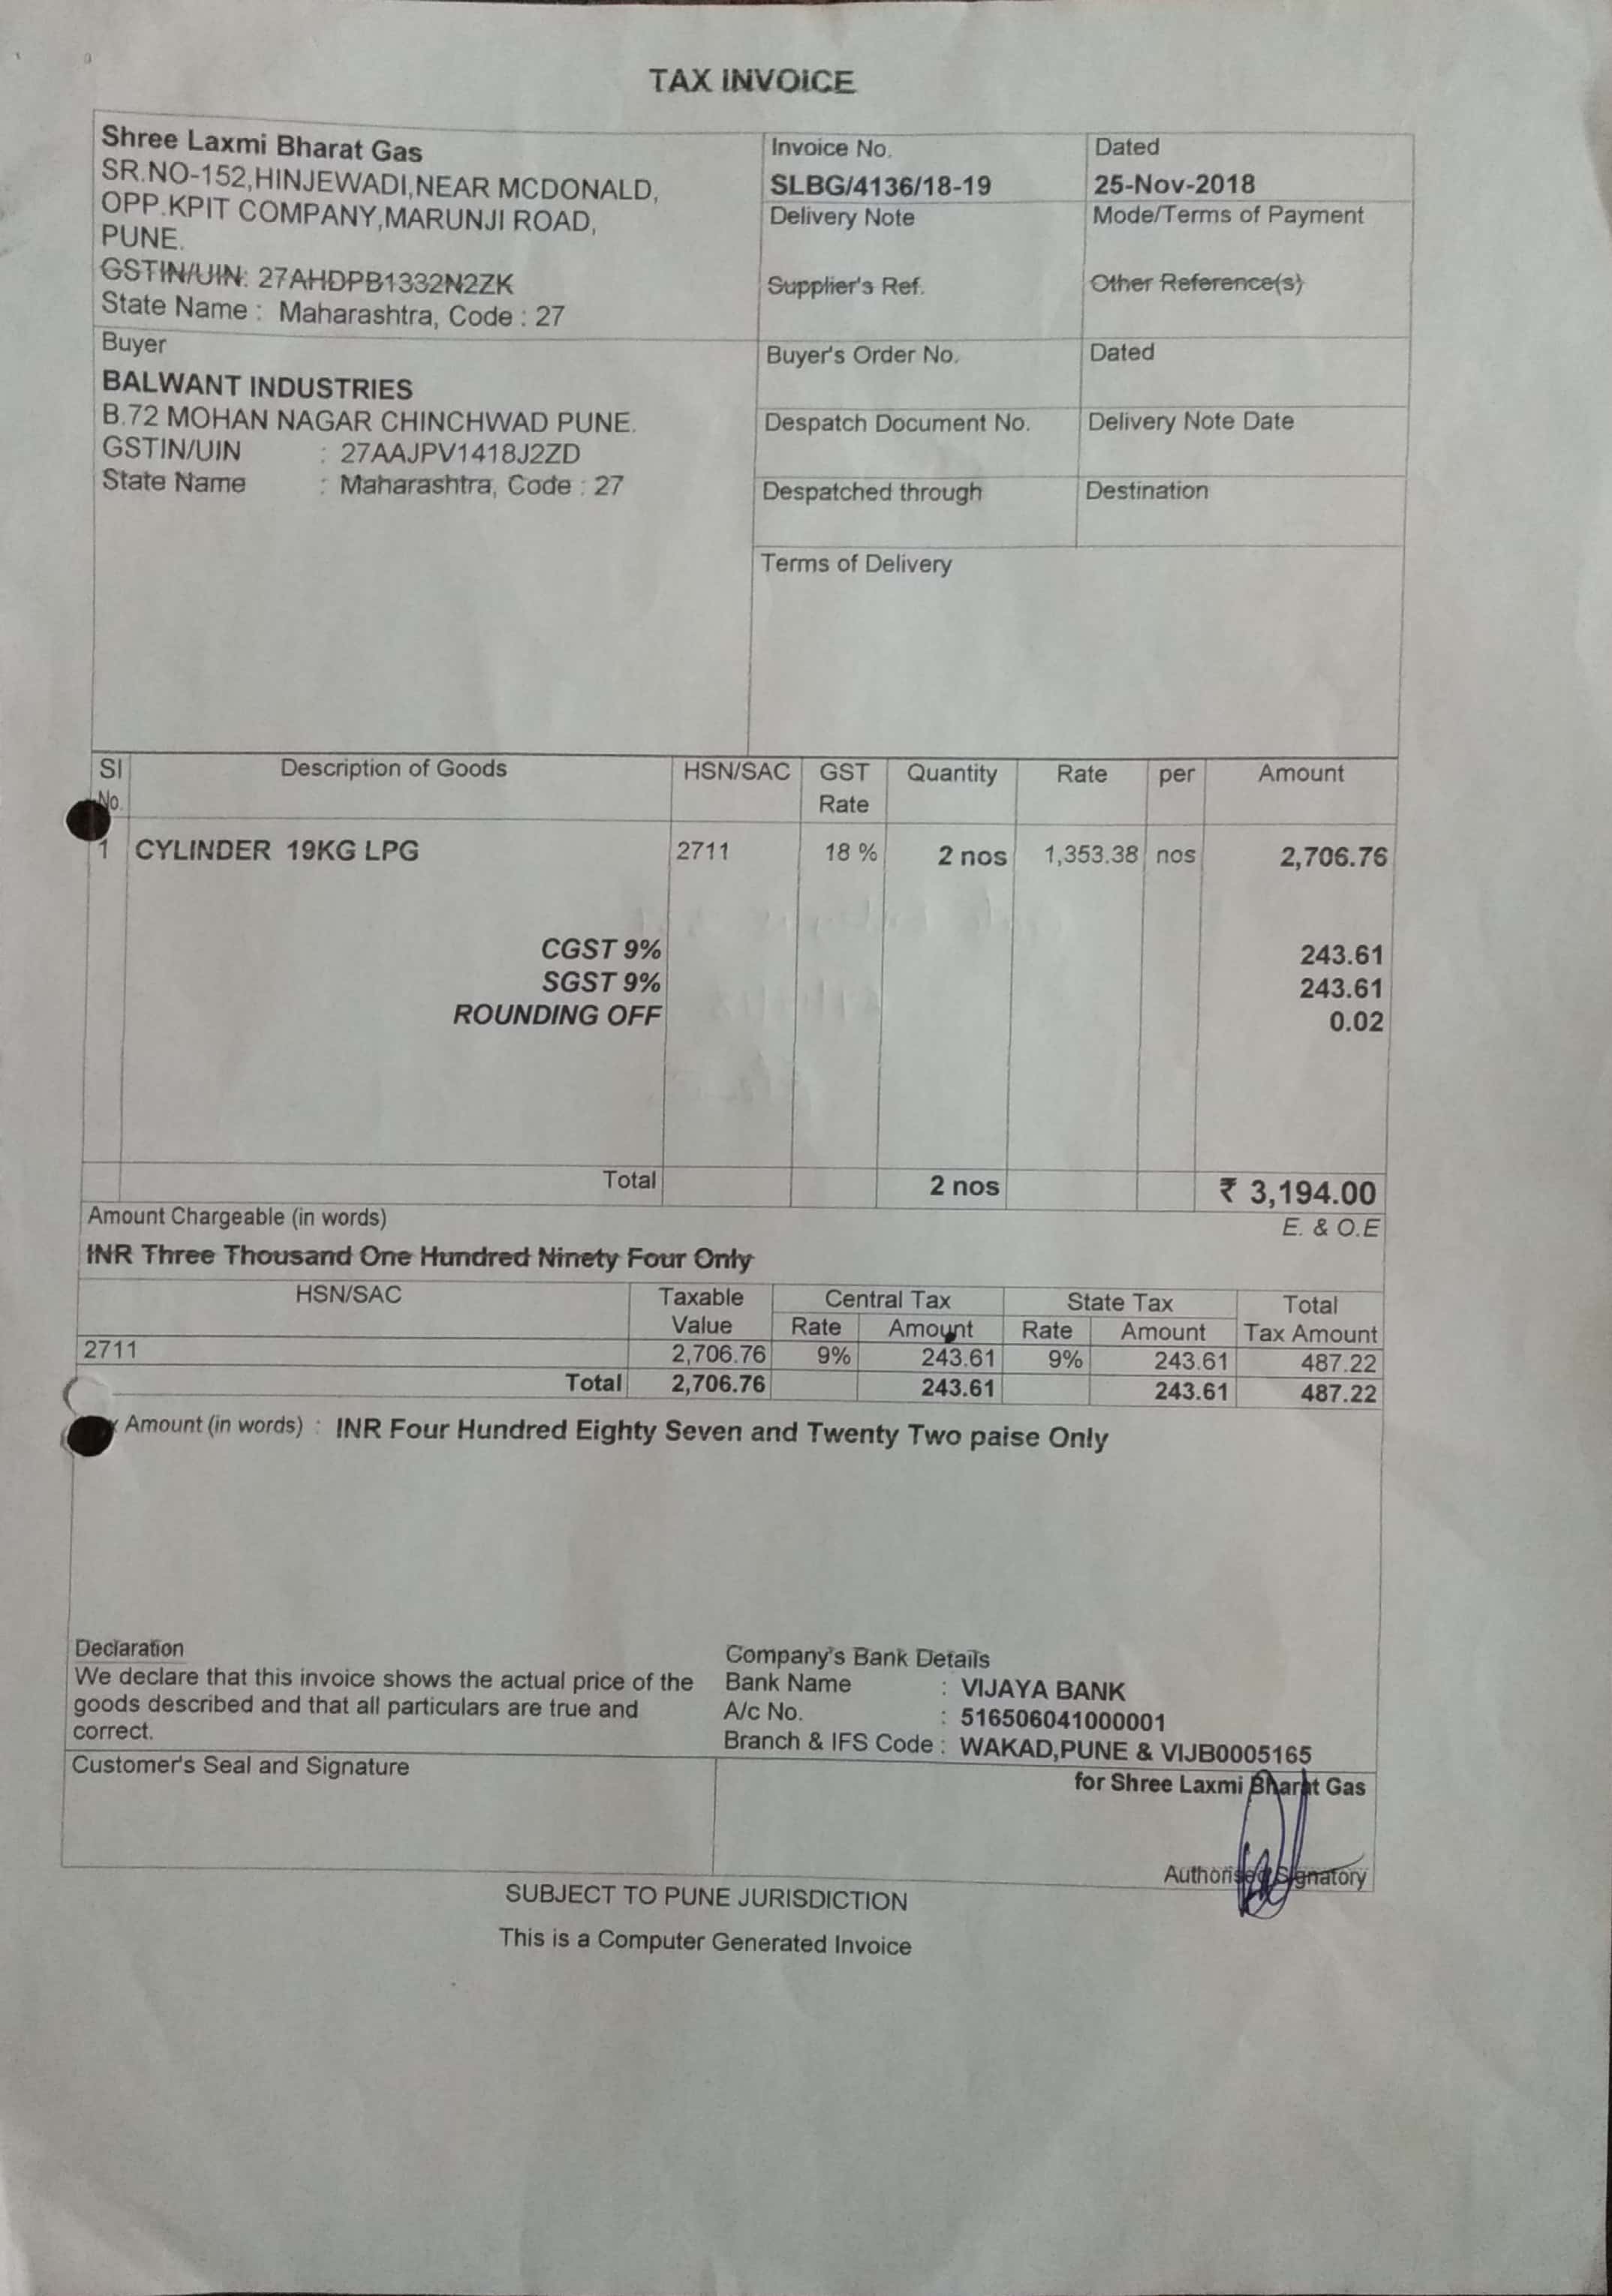 TAX INVOICE
Shree Laxmi Bharat Gas
SR.NO-152,HINJEWADI,NEAR MCDONALD,
OPP.KPIT COMPANY,MARUNJI ROAD,
PUNE.
GSTIN/UIN: 27AHDPB1332N2ZK
State Name : Maharashtra, Code : 27
Invoice No. Dated
SLBG/4136/18-19 25-Nov-2018
Delivery Note Mode/Terms of Payment
Supplier's Ref. Other Reference(s)
Buyer
BALWANT INDUSTRIES
B.72 MOHAN NAGAR CHINCHWAD PUNE.
GSTIN/UIN : 27AAJPV1418J2ZD
State Name : Maharashtra, Code : 27
Buyer's Order No. Dated
Despatch Document No. Delivery Note Date
Despatched through Destination
Terms of Delivery
Sl Description of Goods HSN/SAC GST Quantity Rate per Amount
No. Rate
1 CYLINDER 19KG LPG 2711 18 % 2 nos 1,353.38 nos 2,706.76
CGST 9% 243.61
SGST 9% 243.61
ROUNDING OFF 0.02
Total 2 nos ₹ 3,194.00
Amount Chargeable (in words) E. & O.E
INR Three Thousand One Hundred Ninety Four Only
HSN/SAC Taxable Central Tax State Tax Total
Value Rate Amount Rate Amount Tax Amount
2711 2,706.76 9% 243.61 9% 243.61 487.22
Total 2,706.76 243.61 243.61 487.22
Amount (in words) : INR Four Hundred Eighty Seven and Twenty Two paise Only
Declaration
We declare that this invoice shows the actual price of the
goods described and that all particulars are true and
correct.
Company's Bank Details
Bank Name : VIJAYA BANK
A/c No. : 516506041000001
Branch & IFS Code : WAKAD,PUNE & VIJB0005165
Customer's Seal and Signature
for Shree Laxmi Bharat Gas
Authorised Signatory
SUBJECT TO PUNE JURISDICTION
This is a Computer Generated Invoice